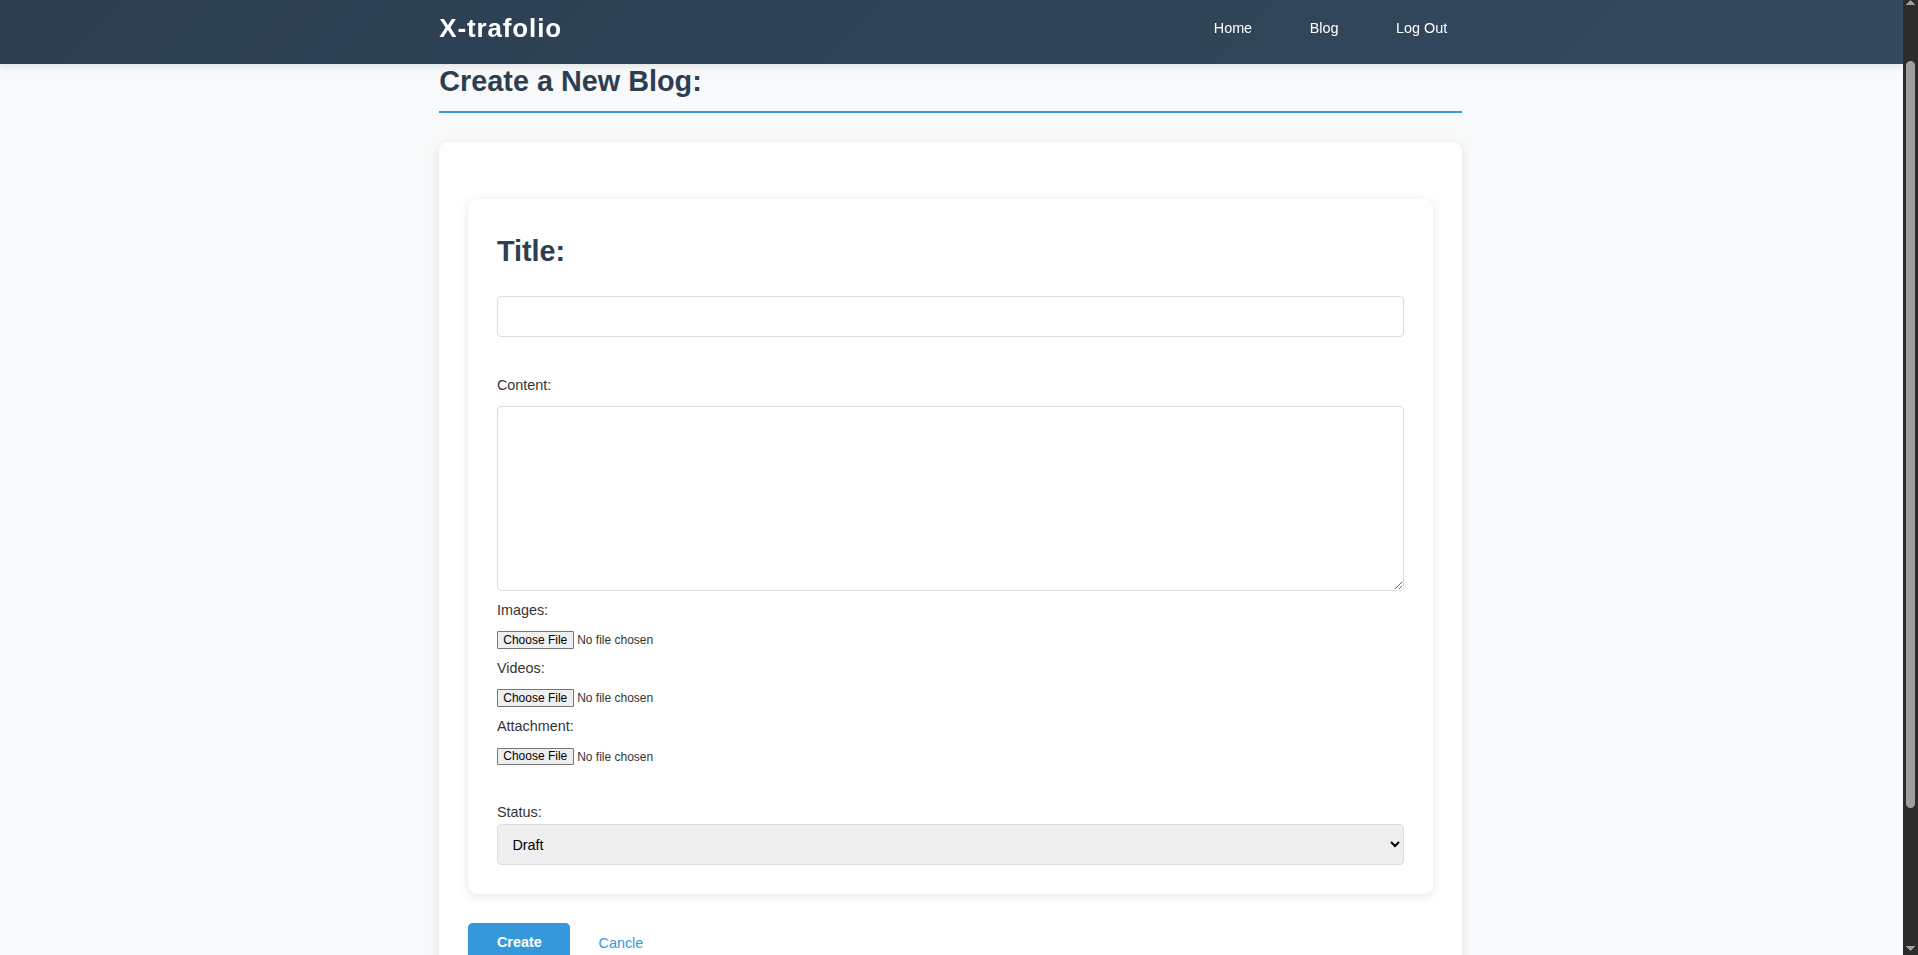 X-trafolio Home Blog Log Out
Create a New Blog:
Title:
Content:
Images:
Choose File No file chosen
Videos:
Choose File No file chosen
Attachment:
Choose File No file chosen
Status:
Draft
Create Cancle